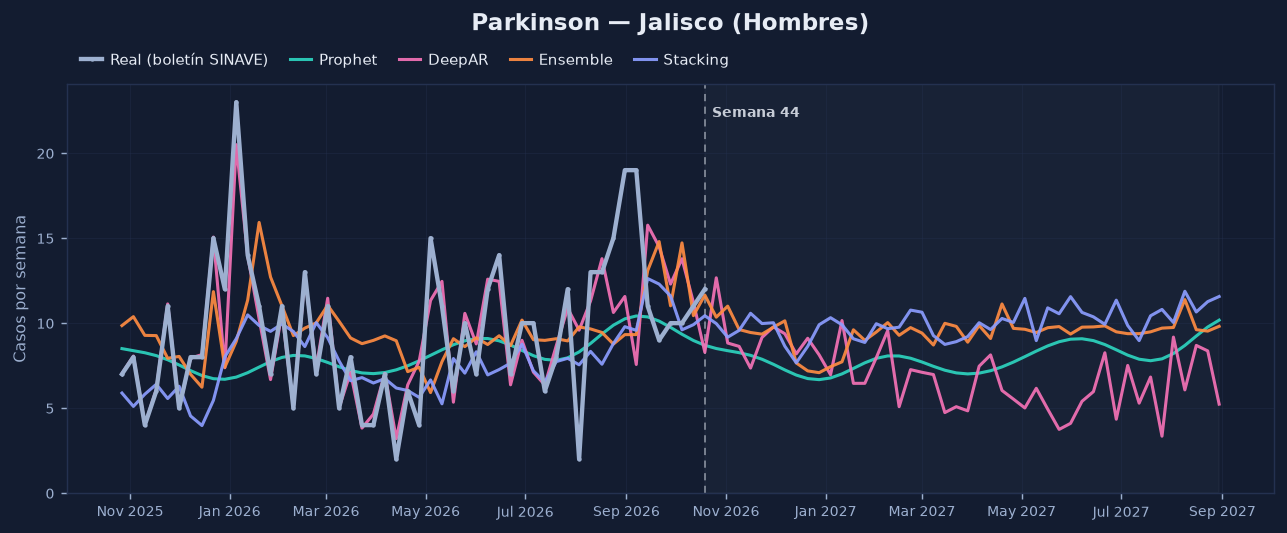 Parkinson — Jalisco (Hombres)
Real (boletín SINAVE) Prophet DeepAR Ensemble Stacking
Semana 44
Casos por semana
20
15
10
5
0
Nov 2025 Jan 2026 Mar 2026 May 2026 Jul 2026 Sep 2026 Nov 2026 Jan 2027 Mar 2027 May 2027 Jul 2027 Sep 2027